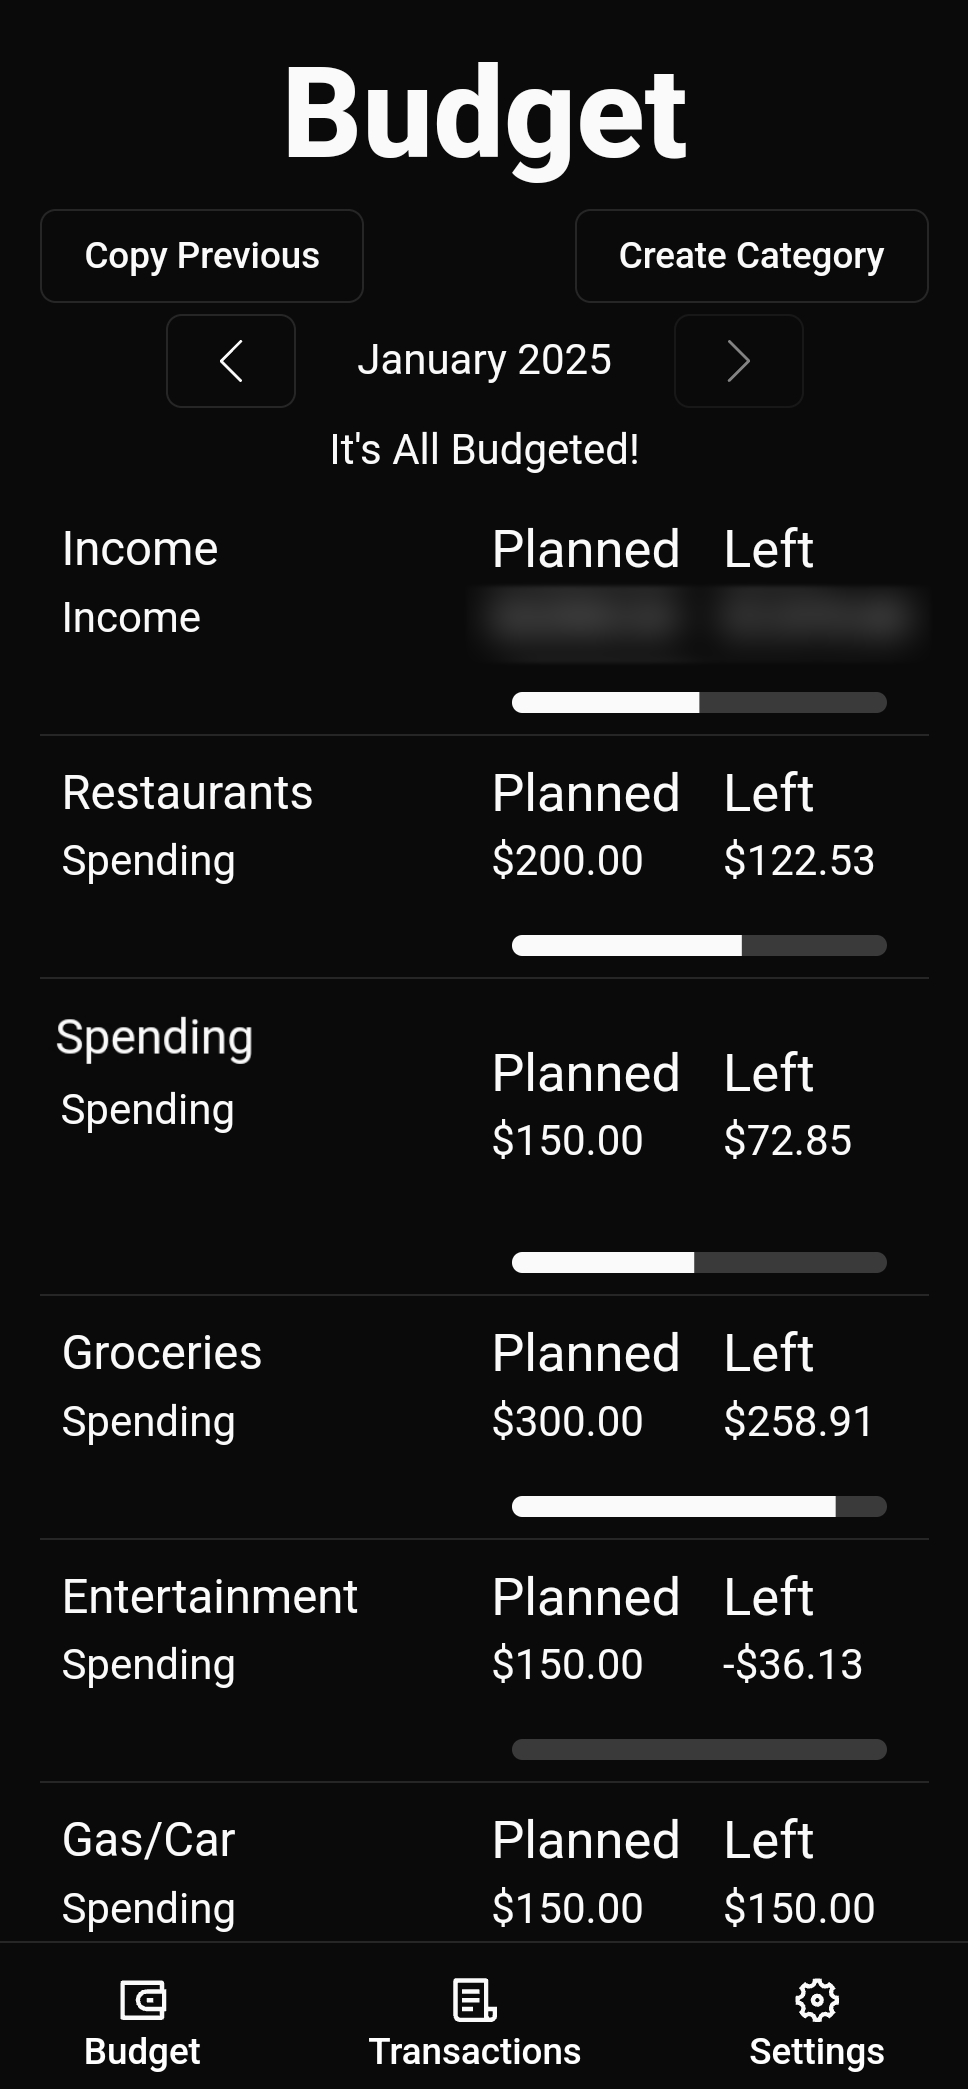 Budget
Copy Previous Create Category
January 2025
It's All Budgeted!
Income Planned Left
Income
Restaurants Planned Left
Spending $200.00 $122.53
Spending
Planned Left
Spending
$150.00 $72.85
Groceries Planned Left
Spending $300.00 $258.91
Entertainment Planned Left
Spending $150.00 -$36.13
Gas/Car Planned Left
Spending $150.00 $150.00
Budget Transactions Settings